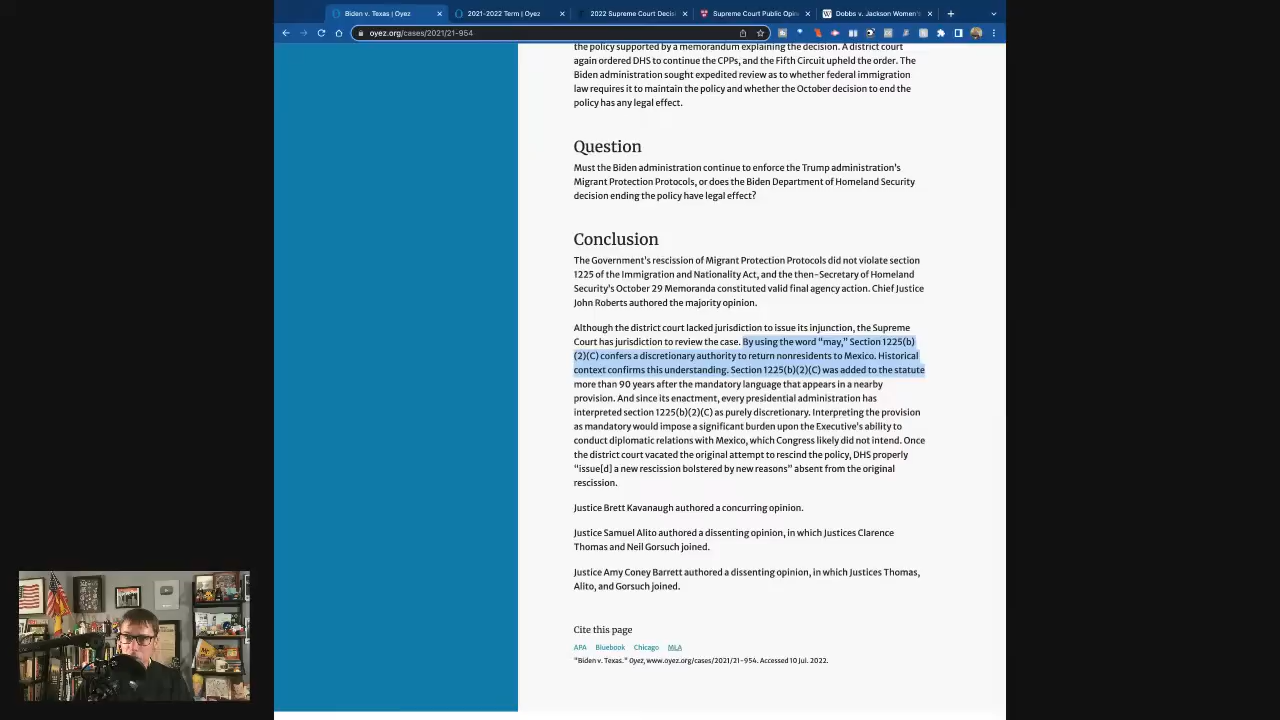 Biden v. Texas | Oyez
2021-2022 Term | Oyez
2022 Supreme Court Decisi
Supreme Court Public Opin
Dobbs v. Jackson Women's
oyez.org/cases/2021/21-954
the policy supported by a memorandum explaining the decision. A district court
again ordered DHS to continue the CPPs, and the Fifth Circuit upheld the order. The
Biden administration sought expedited review as to whether federal immigration
law requires it to maintain the policy and whether the October decision to end the
policy has any legal effect.
Question
Must the Biden administration continue to enforce the Trump administration's
Migrant Protection Protocols, or does the Biden Department of Homeland Security
decision ending the policy have legal effect?
Conclusion
The Government's rescission of Migrant Protection Protocols did not violate section
1225 of the Immigration and Nationality Act, and the then-Secretary of Homeland
Security's October 29 Memoranda constituted valid final agency action. Chief Justice
John Roberts authored the majority opinion.
Although the district court lacked jurisdiction to issue its injunction, the Supreme
Court has jurisdiction to review the case. By using the word “may,” Section 1225(b)
(2)(C) confers a discretionary authority to return nonresidents to Mexico. Historical
context confirms this understanding. Section 1225(b)(2)(C) was added to the statute
more than 90 years after the mandatory language that appears in a nearby
provision. And since its enactment, every presidential administration has
interpreted section 1225(b)(2)(C) as purely discretionary. Interpreting the provision
as mandatory would impose a significant burden upon the Executive's ability to
conduct diplomatic relations with Mexico, which Congress likely did not intend. Once
the district court vacated the original attempt to rescind the policy, DHS properly
“issue[d] a new rescission bolstered by new reasons” absent from the original
rescission.
Justice Brett Kavanaugh authored a concurring opinion.
Justice Samuel Alito authored a dissenting opinion, in which Justices Clarence
Thomas and Neil Gorsuch joined.
Justice Amy Coney Barrett authored a dissenting opinion, in which Justices Thomas,
Alito, and Gorsuch joined.
Cite this page
APA Bluebook Chicago MLA
"Biden v. Texas." Oyez, www.oyez.org/cases/2021/21-954. Accessed 10 Jul. 2022.